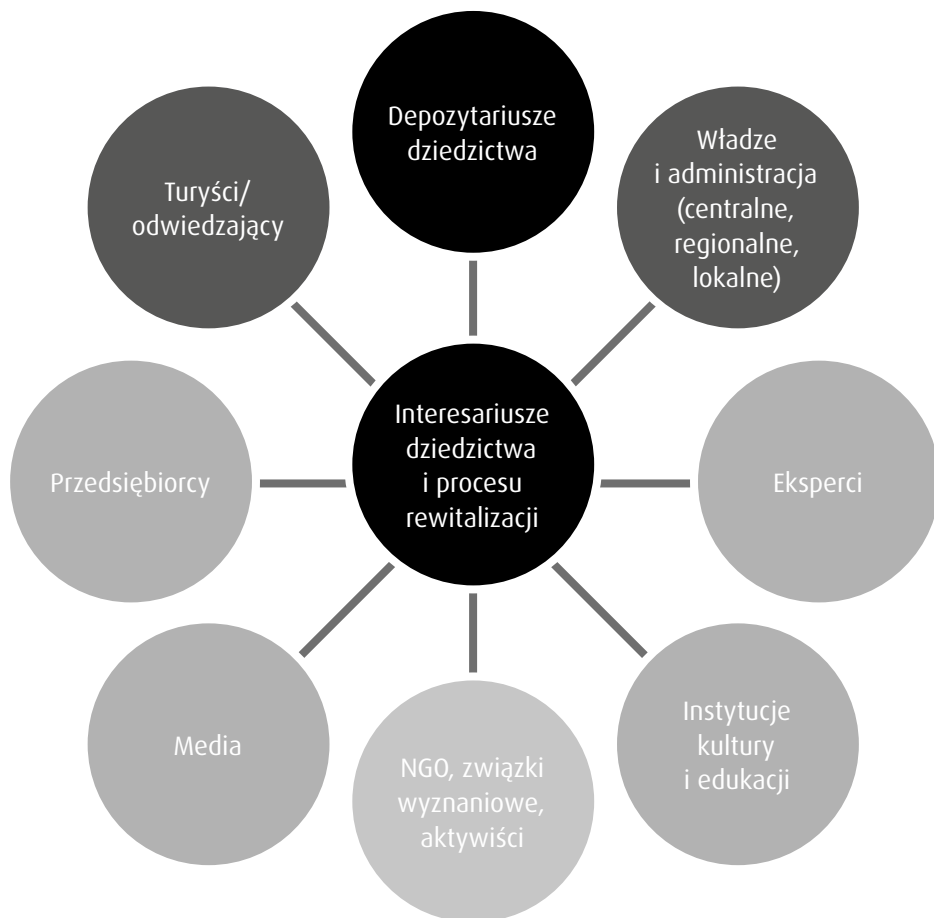 Depozytariusze
dziedzictwa
Władze
i administracja
(centralne,
regionalne,
lokalne)
Turyści/
odwiedzający
Interesariusze
dziedzictwa
i procesu
rewitalizacji
Przedsiębiorcy
Eksperci
Media
NGO, związki
wyznaniowe,
aktywiści
Instytucje
kultury
i edukacji